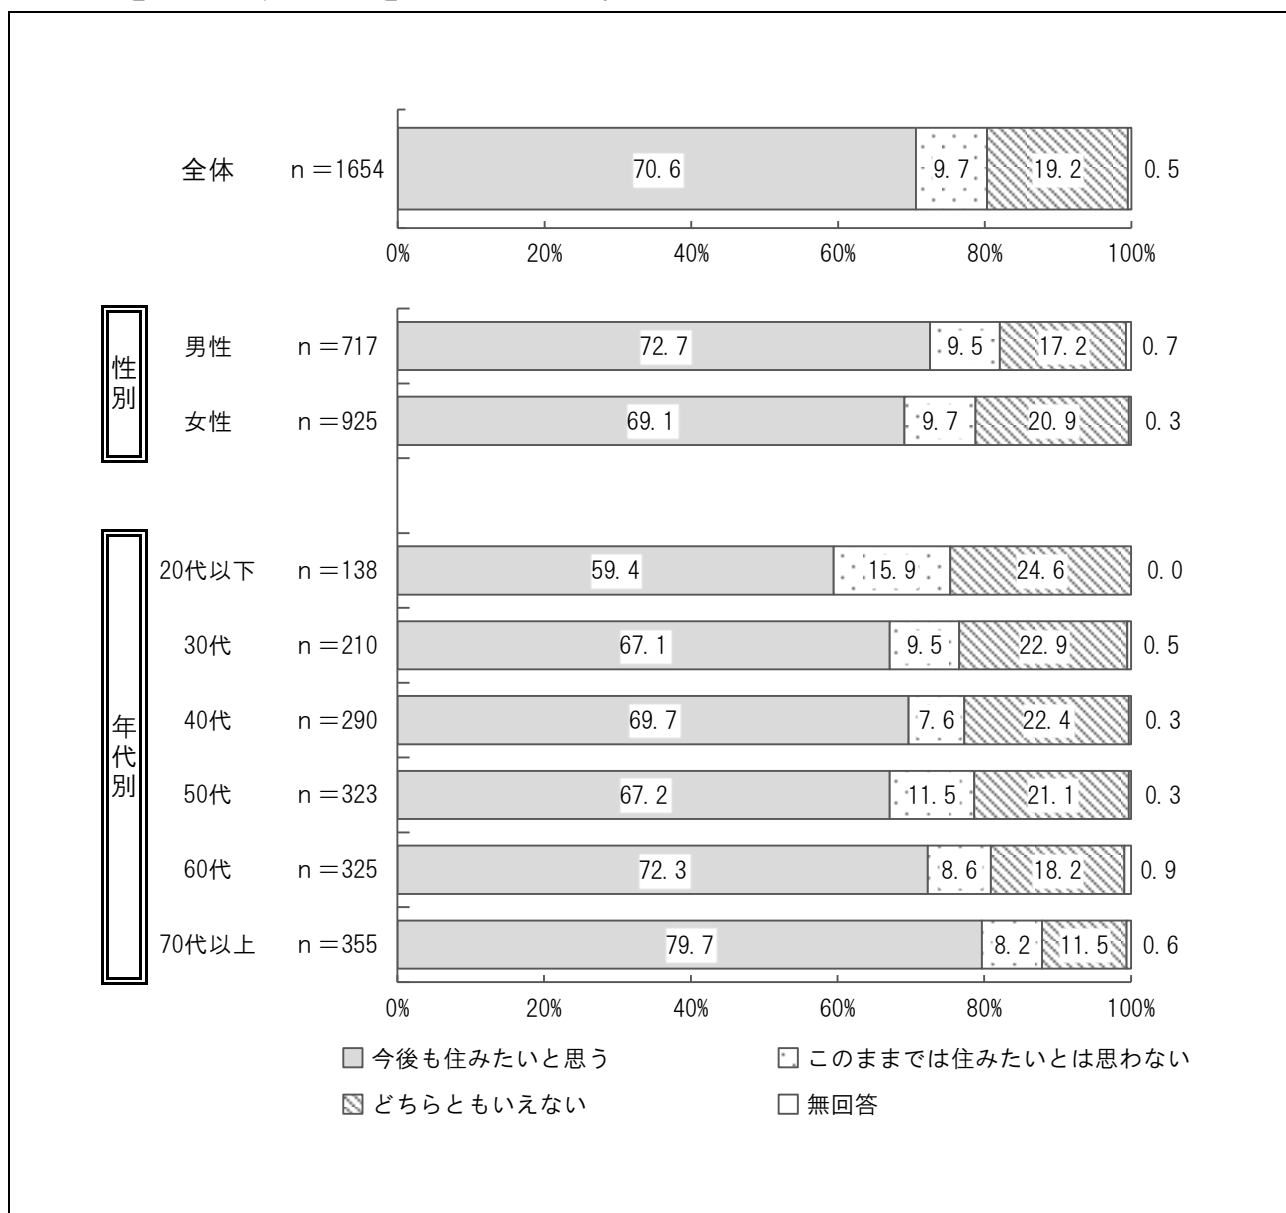 全体 n=1654 70.6 9.7 19.2 0.5
0% 20% 40% 60% 80% 100%
性別
男性 n=717 72.7 9.5 17.2 0.7
女性 n=925 69.1 9.7 20.9 0.3
年代別
20代以下 n=138 59.4 15.9 24.6 0.0
30代 n=210 67.1 9.5 22.9 0.5
40代 n=290 69.7 7.6 22.4 0.3
50代 n=323 67.2 11.5 21.1 0.3
60代 n=325 72.3 8.6 18.2 0.9
70代以上 n=355 79.7 8.2 11.5 0.6
0% 20% 40% 60% 80% 100%
今後も住みたいと思う このままでは住みたいとは思わない
どちらともいえない 無回答